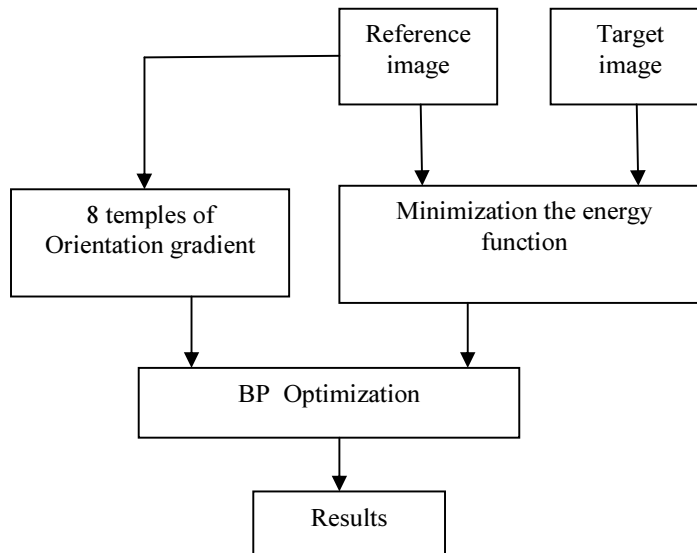 Reference
image
Target
image
8 temples of
Orientation gradient
Minimization the energy
function
BP Optimization
Results